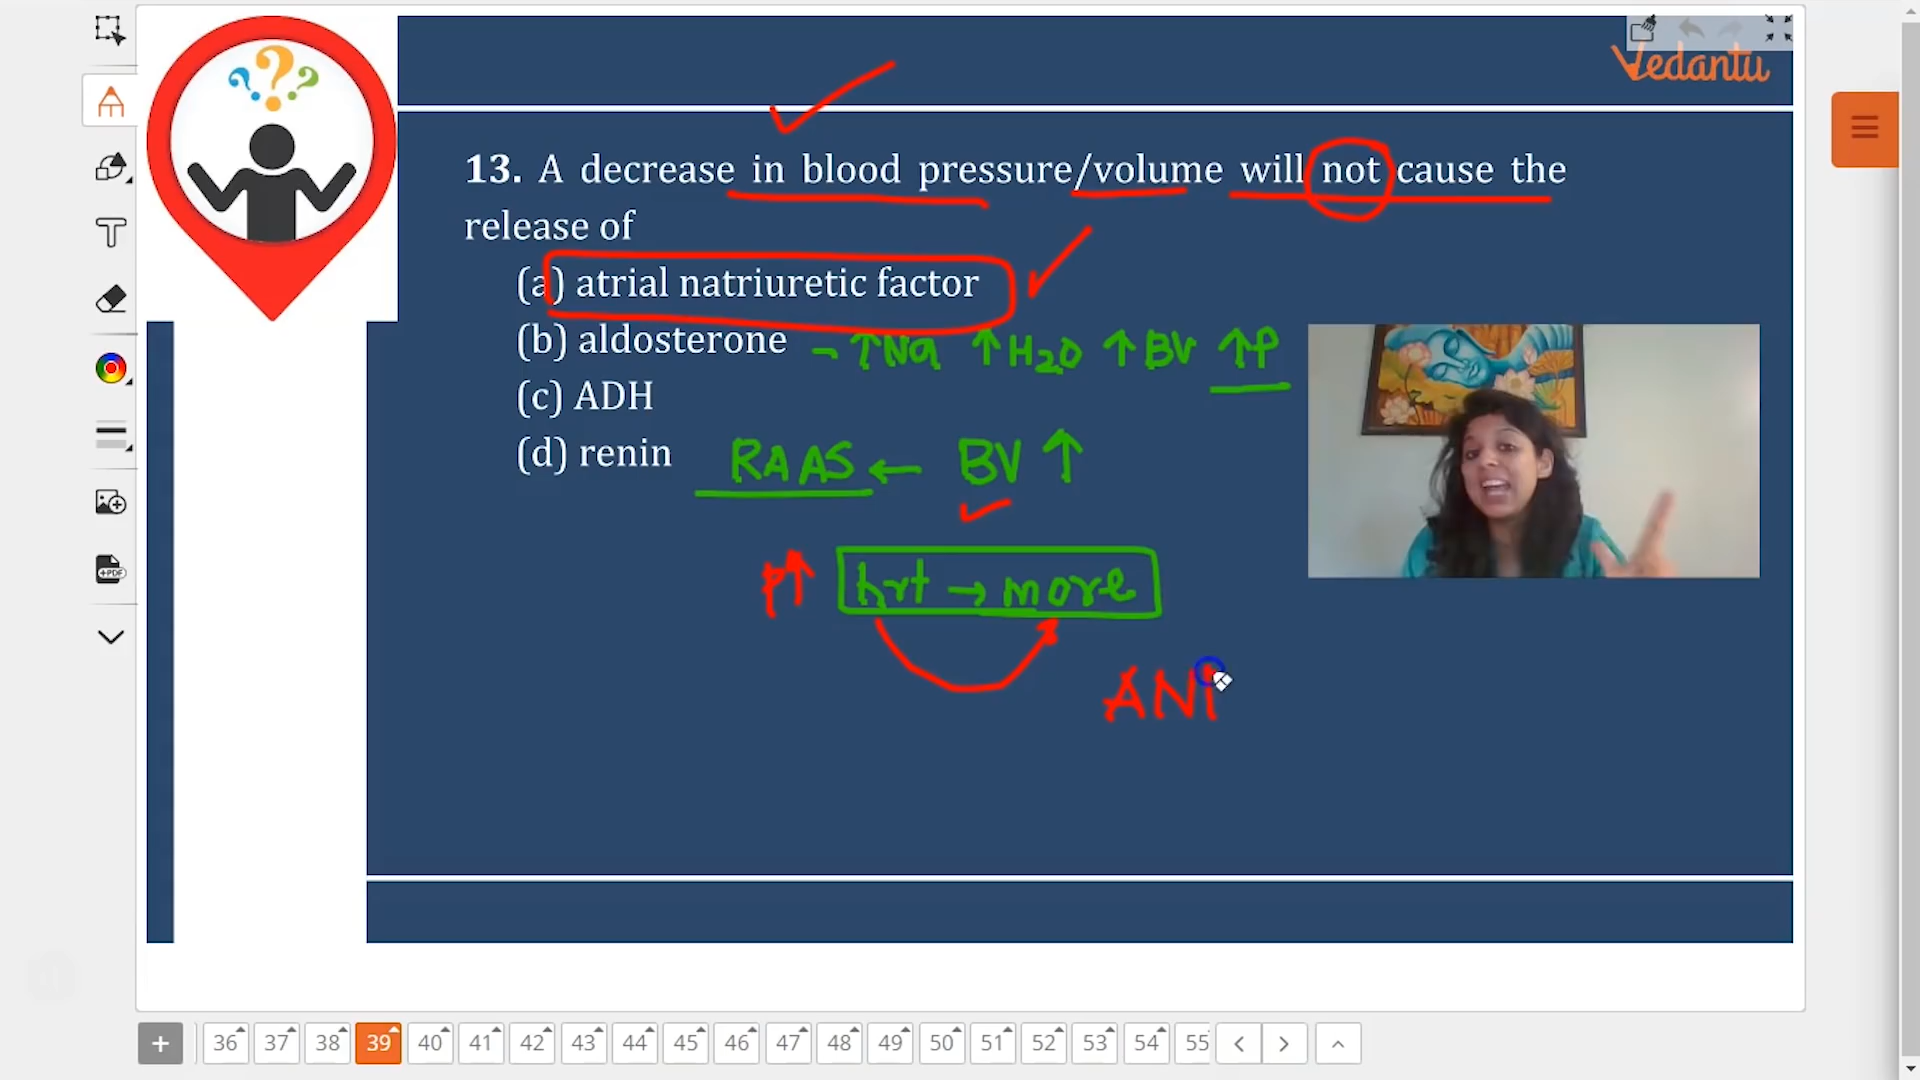 Vedantu
13. A decrease in blood pressure/volume will not cause the
release of
(a) atrial natriuretic factor
(b) aldosterone - ↑Na ↑H2O ↑BV ↑P
(c) ADH
(d) renin RAAS ← BV ↑
P↑ hrt → more
ANP
+PDF
+ 36 37 38 39 40 41 42 43 44 45 46 47 48 49 50 51 52 53 54 55